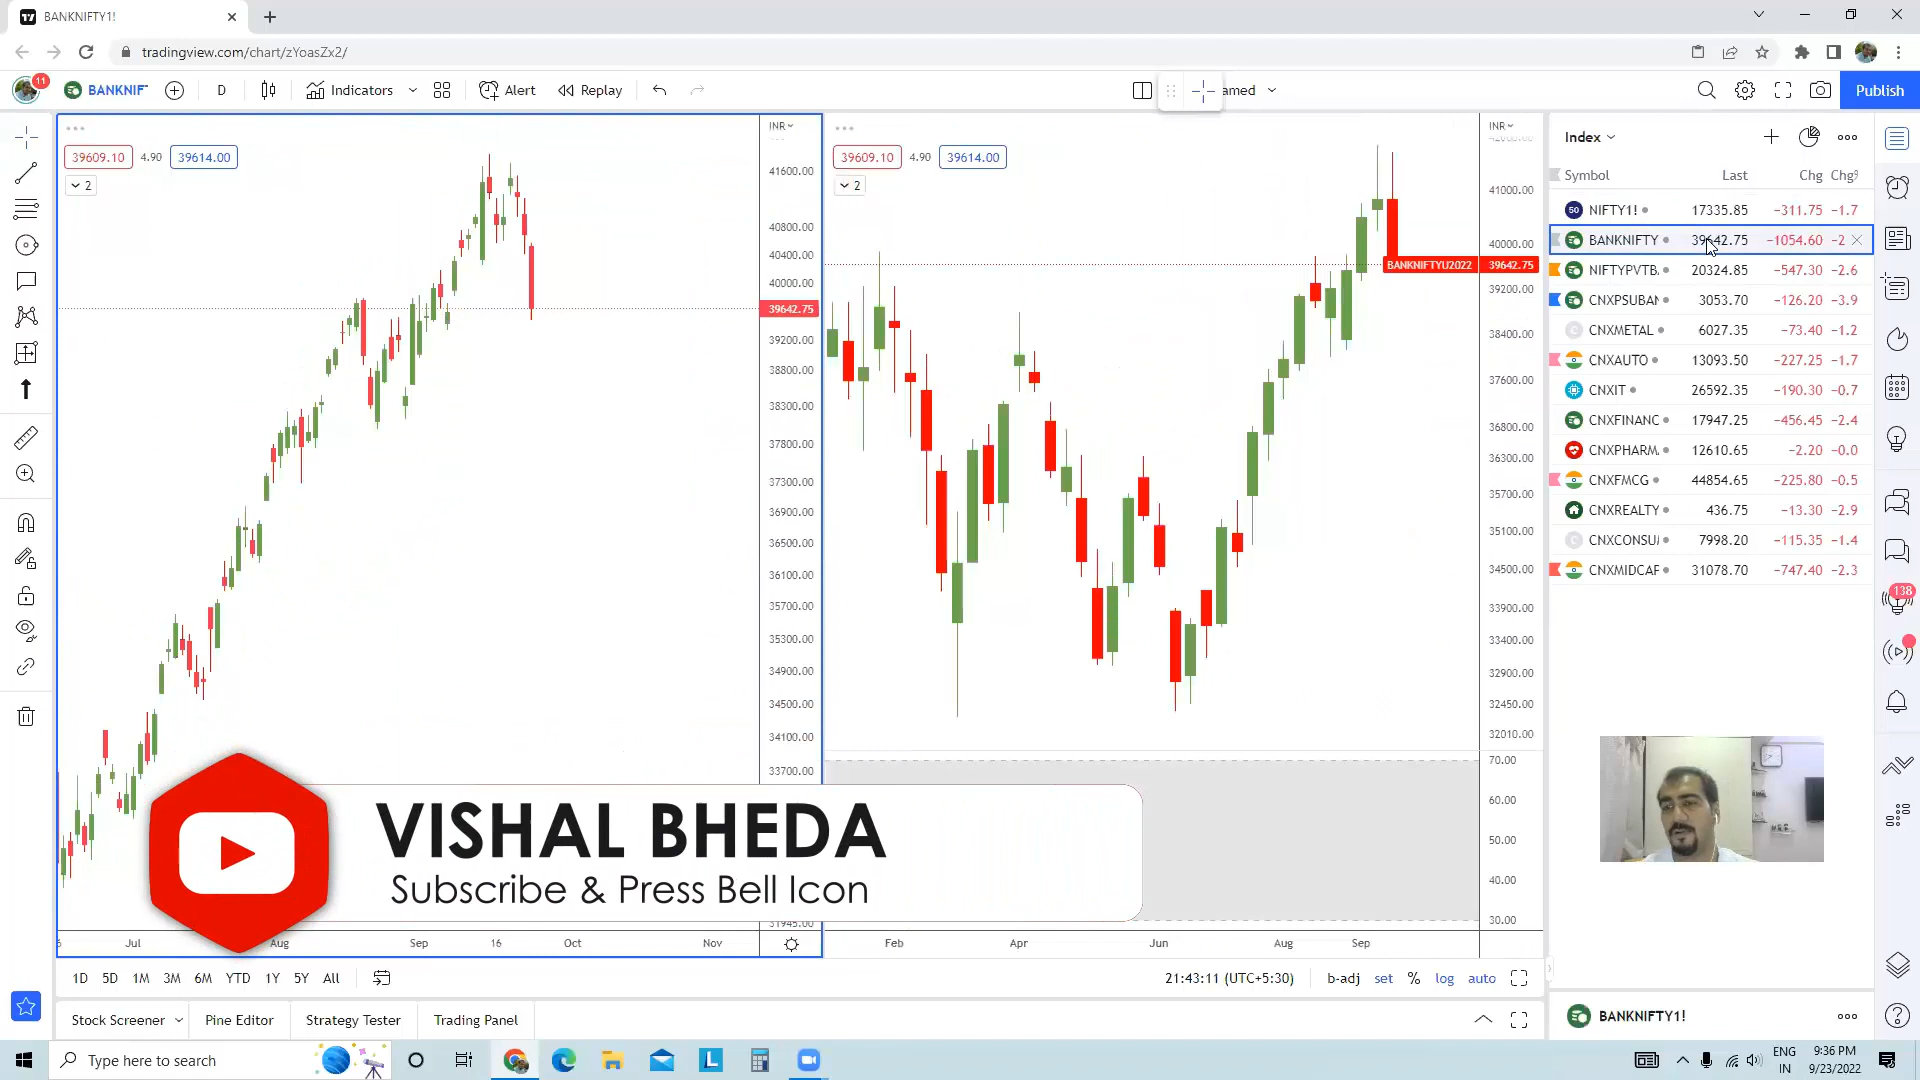 BANKNIFTY1!
tradingview.com/chart/zYoasZx2/
11
BANKNIF
D
Indicators
Alert
Replay
amed
Publish
INR
39609.10 4.90 39614.00
2
41600.00
40800.00
40400.00
40000.00
39642.75
39200.00
38800.00
38300.00
37800.00
37300.00
36900.00
36500.00
36100.00
35700.00
35300.00
34900.00
34500.00
34100.00
33700.00
31945.00
Jul Aug Sep 16 Oct Nov
INR
39609.10 4.90 39614.00
2
41000.00
40000.00
BANKNIFTYU2022 39642.75
39200.00
38400.00
37600.00
36800.00
36300.00
35700.00
35100.00
34500.00
33900.00
33400.00
32900.00
32450.00
32010.00
70.00
60.00
50.00
40.00
30.00
Feb Apr Jun Aug Sep
VISHAL BHEDA
Subscribe & Press Bell Icon
1D 5D 1M 3M 6M YTD 1Y 5Y All
21:43:11 (UTC+5:30) b-adj set % log auto
Stock Screener Pine Editor Strategy Tester Trading Panel
Index
Symbol Last Chg Chg%
NIFTY1! 17335.85 −311.75 −1.7
BANKNIFTY 39642.75 −1054.60 −2
NIFTYPVTB. 20324.85 −547.30 −2.6
CNXPSUBAN 3053.70 −126.20 −3.9
CNXMETAL 6027.35 −73.40 −1.2
CNXAUTO 13093.50 −227.25 −1.7
CNXIT 26592.35 −190.30 −0.7
CNXFINANC 17947.25 −456.45 −2.4
CNXPHARM. 12610.65 −2.20 −0.0
CNXFMCG 44854.65 −225.80 −0.5
CNXREALTY 436.75 −13.30 −2.9
CNXCONSU 7998.20 −115.35 −1.4
CNXMIDCAP 31078.70 −747.40 −2.3
138
BANKNIFTY1!
Type here to search
ENG
IN
9:36 PM
9/23/2022